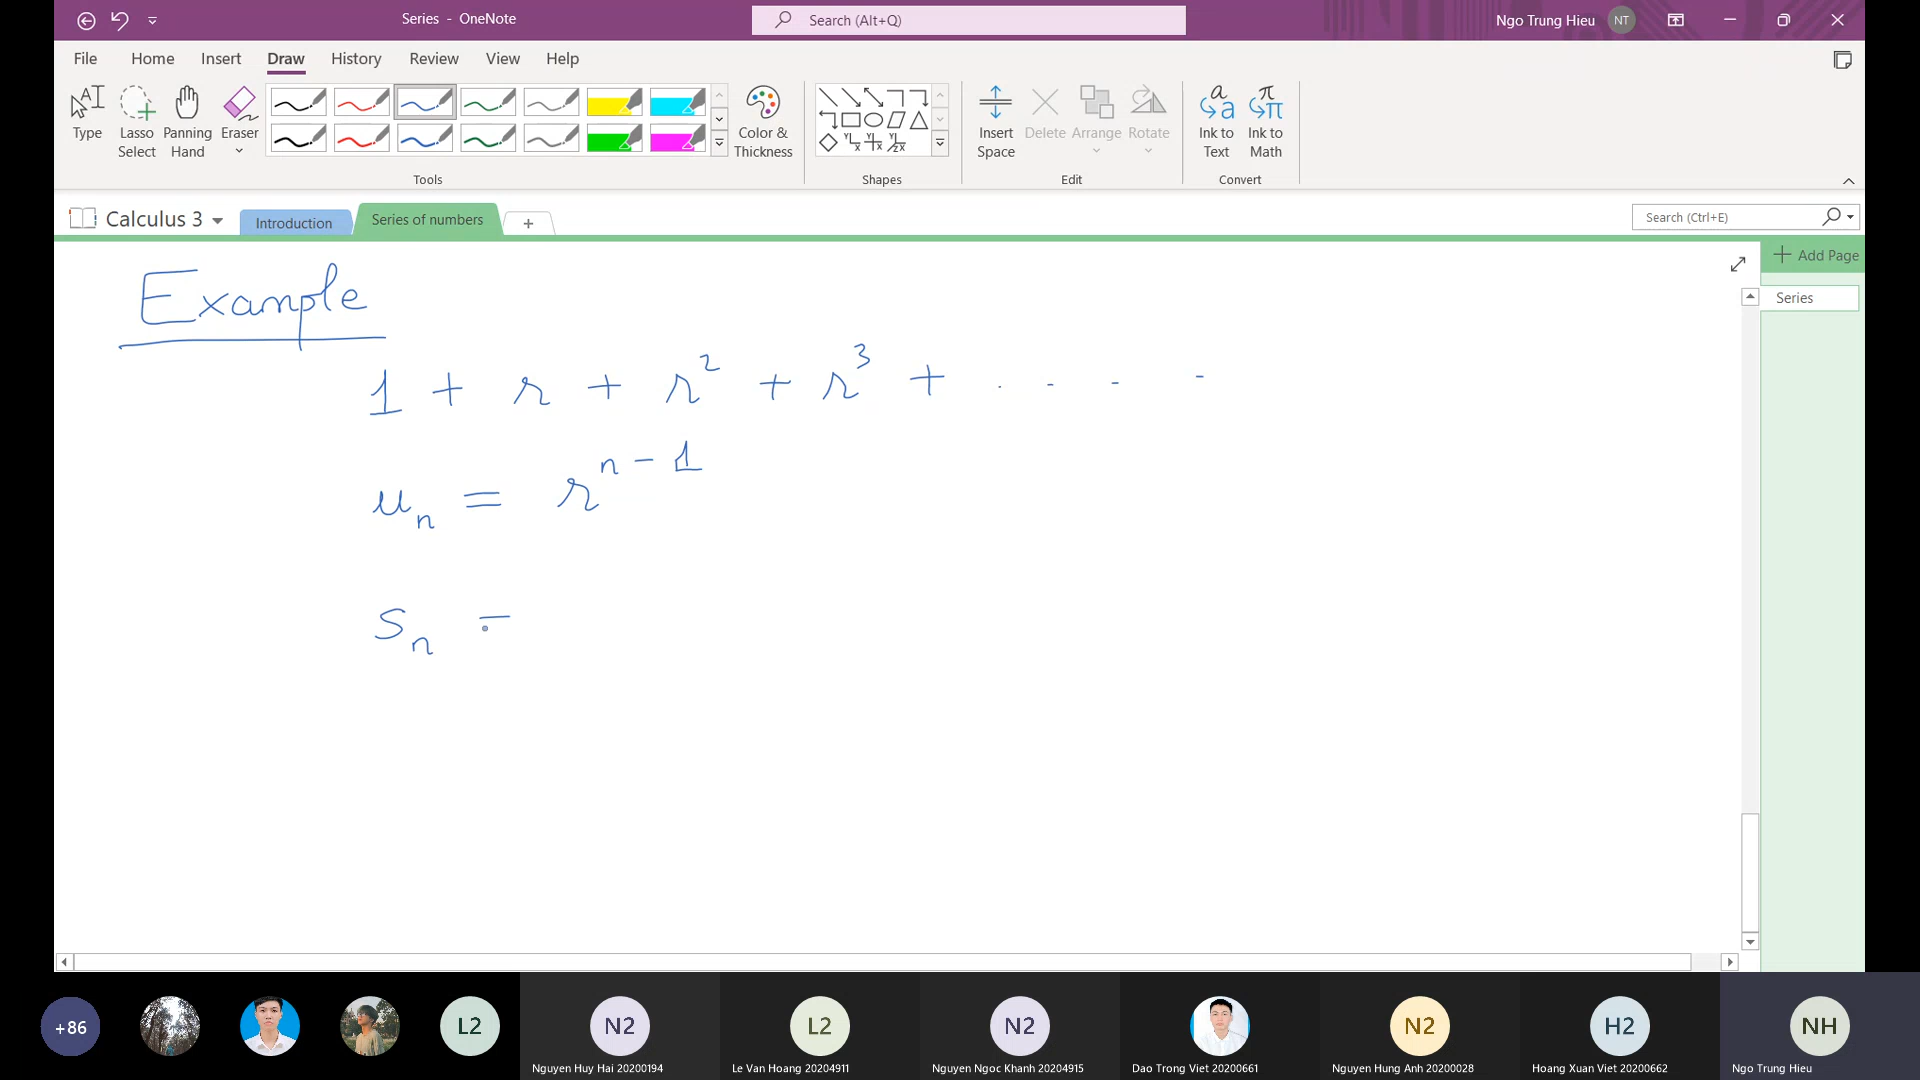 Series - OneNote
Search (Alt+Q)
Ngo Trung Hieu NT
File Home Insert Draw History Review View Help
Type
Lasso Select
Panning Hand
Eraser
Color & Thickness
Insert Space
Delete
Arrange
Rotate
Ink to Text
Ink to Math
Tools
Shapes
Edit
Convert
Calculus 3
Introduction
Series of numbers
+
Search (Ctrl+E)
Add Page
Series
Example
1 + r + r² + r³ + . . . .
uₙ = rⁿ⁻¹
Sₙ =
+86
L2
N2
L2
N2
N2
H2
NH
Nguyen Huy Hai 20200194
Le Van Hoang 20204911
Nguyen Ngoc Khanh 20204915
Dao Trong Viet 20200661
Nguyen Hung Anh 20200028
Hoang Xuan Viet 20200662
Ngo Trung Hieu